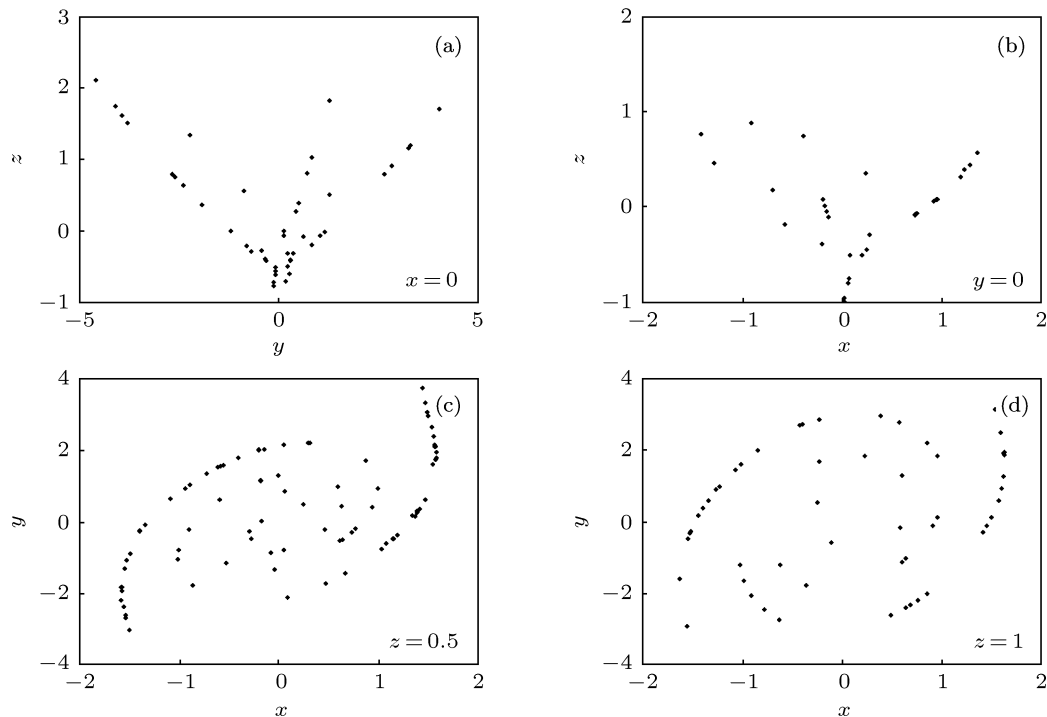 3 (a) 2 (b)
2
z 1 z 1
0 0
x = 0 y = 0
−1 −1
−5 0 5 −2 −1 0 1 2
y x
4 (c) 4 (d)
2 2
y 0 y 0
−2 −2
z = 0.5 z = 1
−4 −4
−2 −1 0 1 2 −2 −1 0 1 2
x x